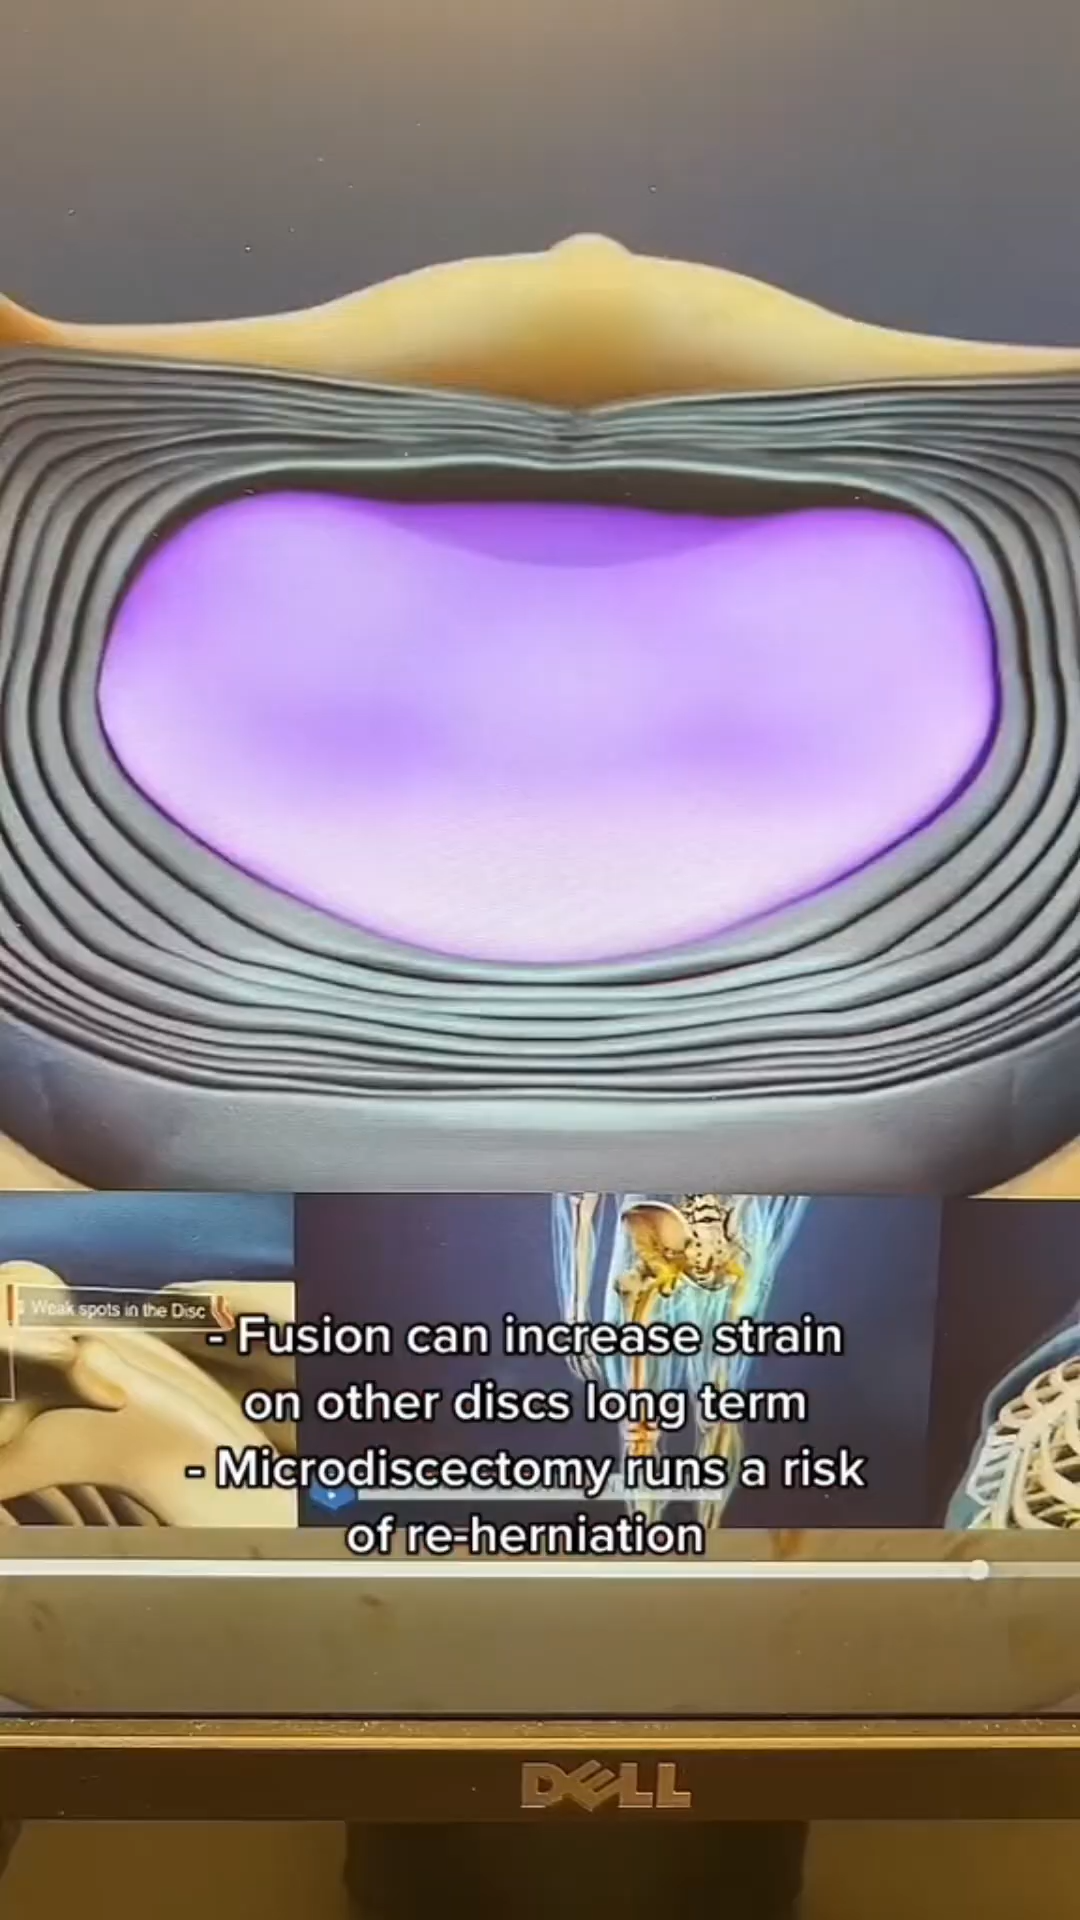 Weak spots in the Disc
- Fusion can increase strain
on other discs long term
- Microdiscectomy runs a risk
of re-herniation
DELL